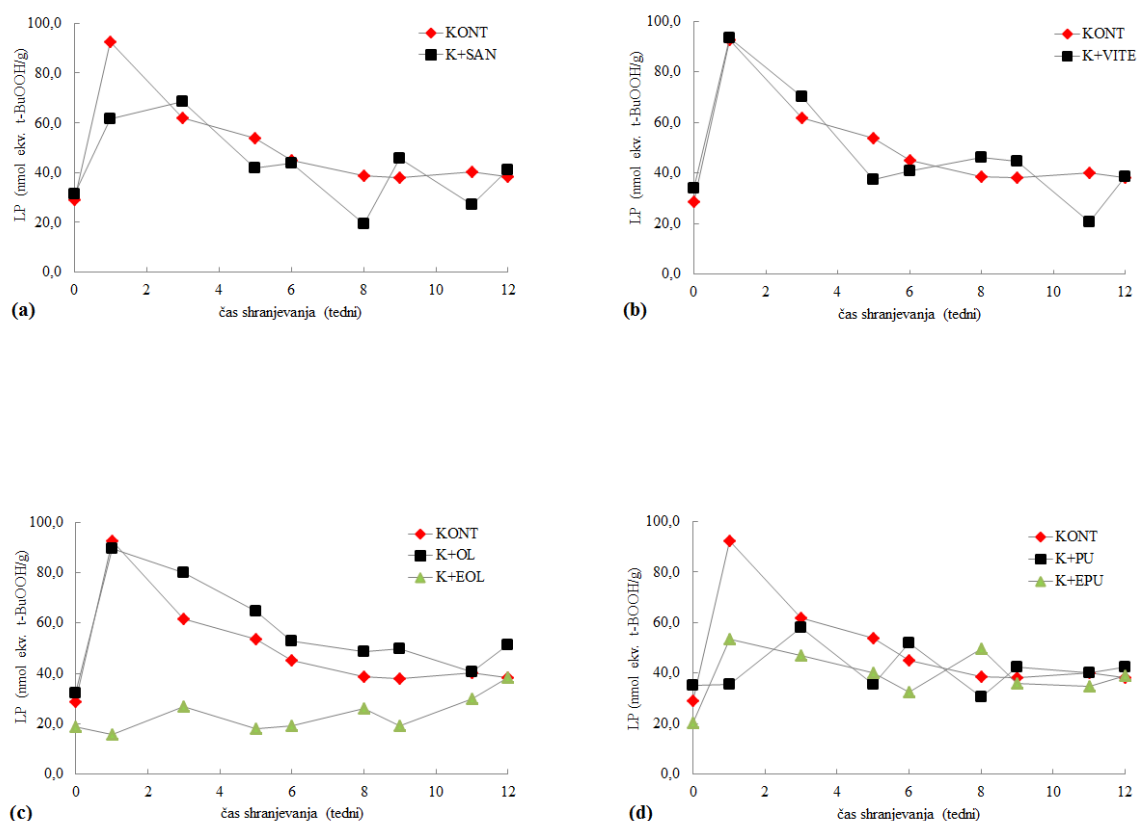 LP (nmol ekv. t-BuOOH/g)
100,0
80,0
60,0
40,0
20,0
0,0
KONT
K+SAN
0 2 4 6 8 10 12
čas shranjevanja (tedni)
(a)
LP (nmol ekv. t-BuOOH/g)
100,0
80,0
60,0
40,0
20,0
0,0
KONT
K+VITE
0 2 4 6 8 10 12
čas shranjevanja (tedni)
(b)
LP (nmol ekv. t-BuOOH/g)
100,0
80,0
60,0
40,0
20,0
0,0
KONT
K+OL
K+EOL
0 2 4 6 8 10 12
čas shranjevanja (tedni)
(c)
LP (nmol ekv. t-BOOH/g)
100,0
80,0
60,0
40,0
20,0
0,0
KONT
K+PU
K+EPU
0 2 4 6 8 10 12
čas shranjevanja (tedni)
(d)